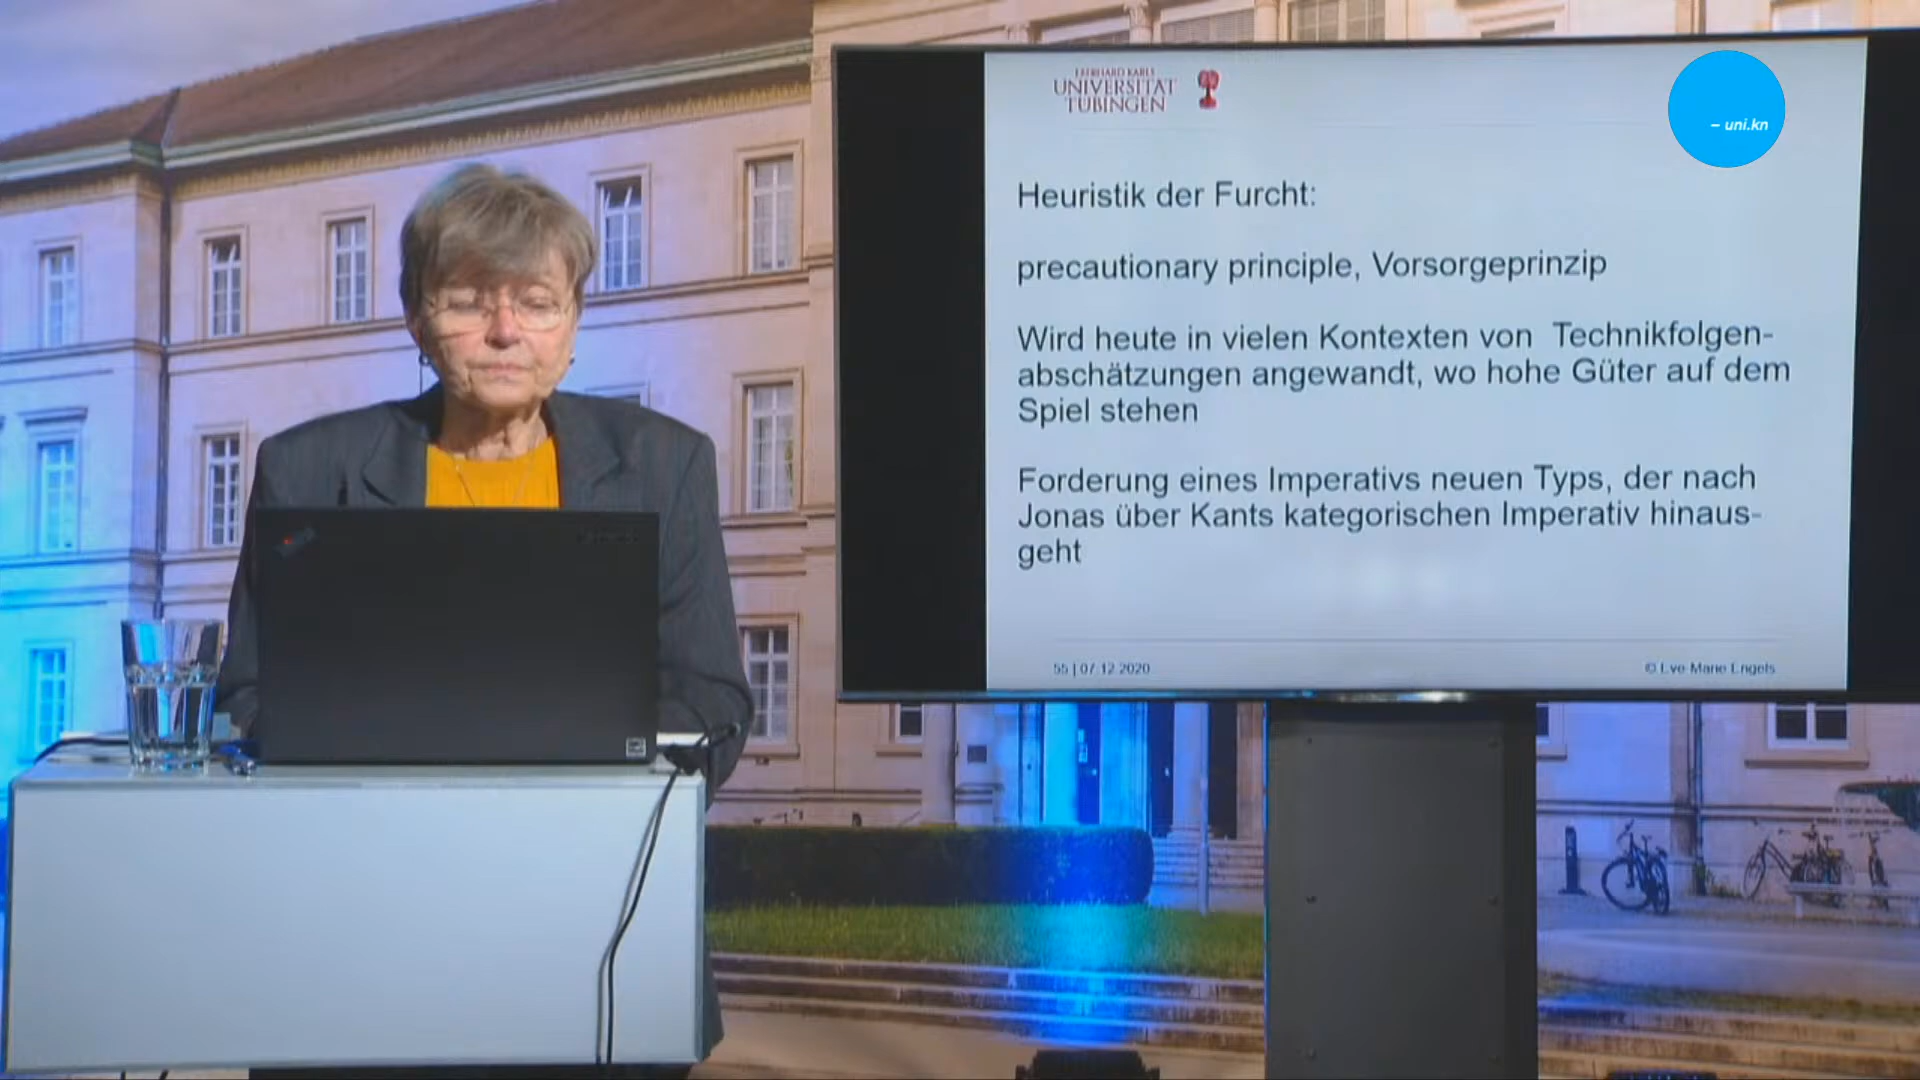 EBERHARD KARLS
UNIVERSITÄT
TÜBINGEN
– uni.kn
Heuristik der Furcht:
precautionary principle, Vorsorgeprinzip
Wird heute in vielen Kontexten von Technikfolgen-
abschätzungen angewandt, wo hohe Güter auf dem
Spiel stehen
Forderung eines Imperativs neuen Typs, der nach
Jonas über Kants kategorischen Imperativ hinaus-
geht
55 | 07.12.2020
© Eve-Marie Engels